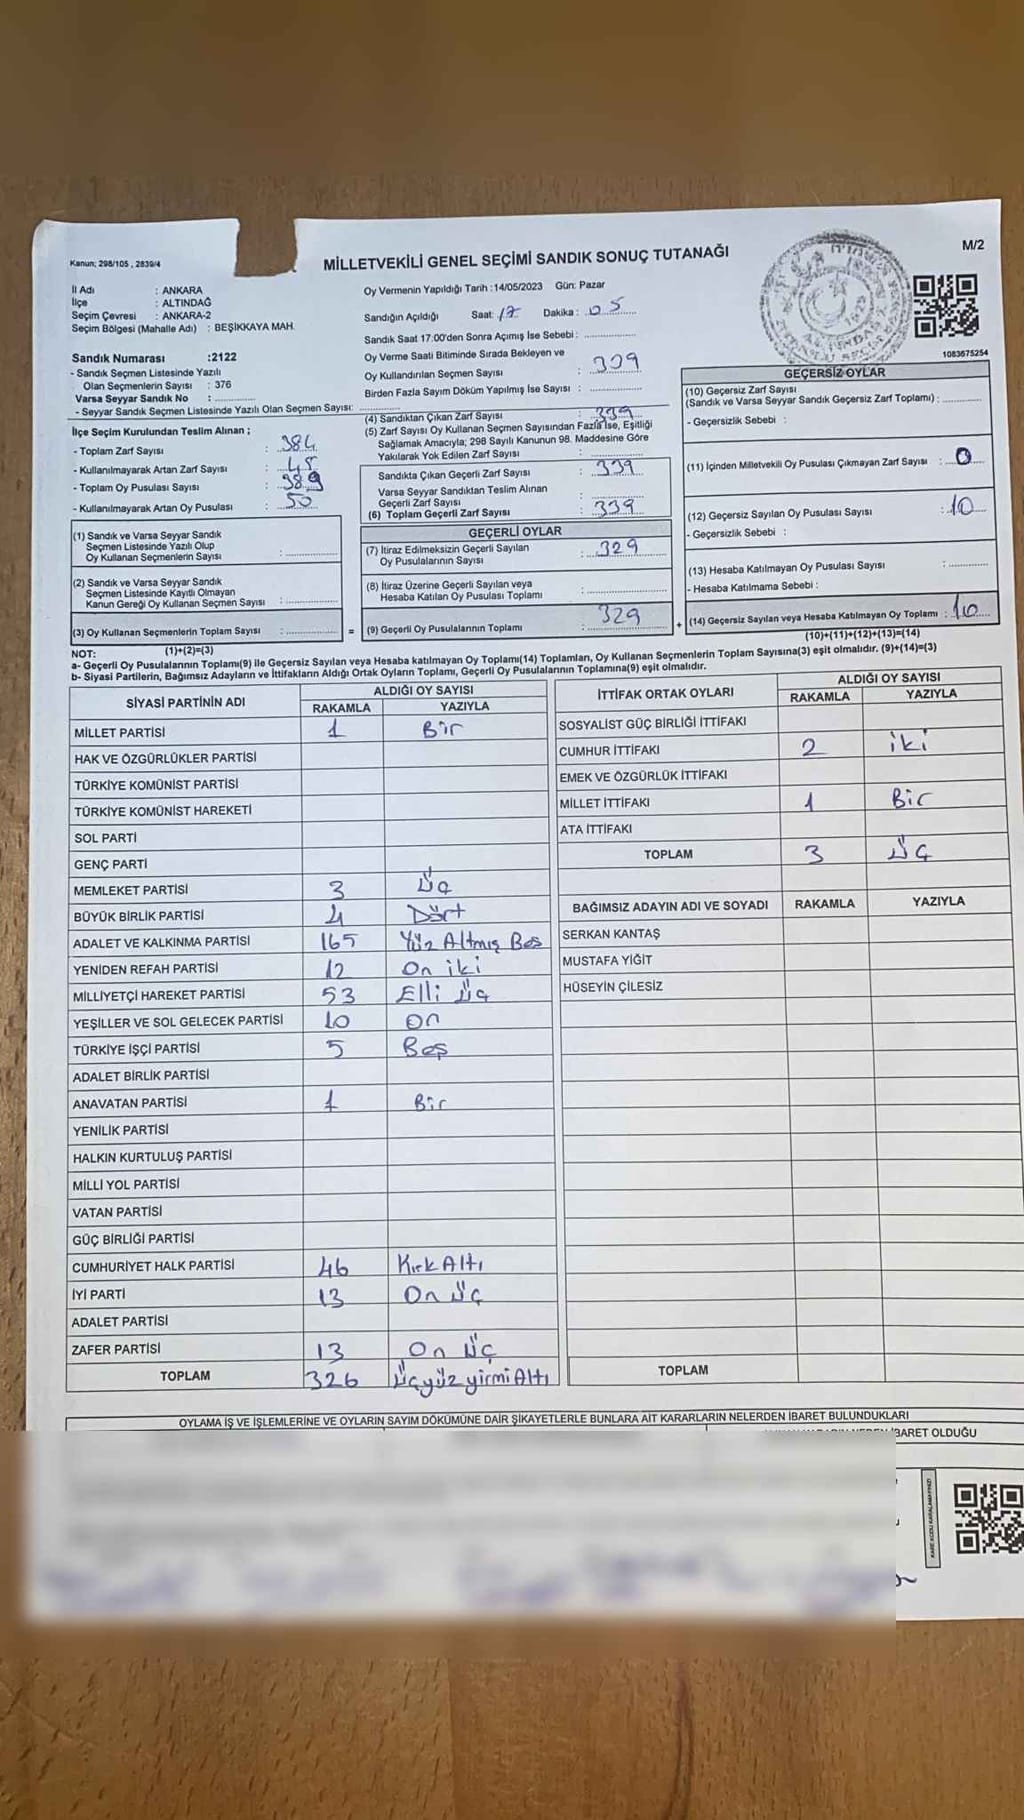 Kanun; 298/105 , 2839/4
MİLLETVEKİLİ GENEL SEÇİMİ SANDIK SONUÇ TUTANAĞI
M/2
İl Adı : ANKARA
İlçe : ALTINDAĞ
Seçim Çevresi : ANKARA-2
Seçim Bölgesi (Mahalle Adı) : BEŞİKKAYA MAH.
Sandık Numarası :2122
- Sandık Seçmen Listesinde Yazılı
Olan Seçmenlerin Sayısı : 376
Varsa Seyyar Sandık No :
- Seyyar Sandık Seçmen Listesinde Yazılı Olan Seçmen Sayısı:
İlçe Seçim Kurulundan Teslim Alınan ;
- Toplam Zarf Sayısı : 384
- Kullanılmayarak Artan Zarf Sayısı : 45
- Toplam Oy Pusulası Sayısı : 389
- Kullanılmayarak Artan Oy Pusulası : 50
(1) Sandık ve Varsa Seyyar Sandık
Seçmen Listesinde Yazılı Olup
Oy Kullanan Seçmenlerin Sayısı :
(2) Sandık ve Varsa Seyyar Sandık
Seçmen Listesinde Kayıtlı Olmayan
Kanun Gereği Oy Kullanan Seçmen Sayısı :
(3) Oy Kullanan Seçmenlerin Toplam Sayısı : =
(1)+(2)=(3)
Oy Vermenin Yapıldığı Tarih :14/05/2023 Gün: Pazar
Sandığın Açıldığı Saat: 17 Dakika : 05
Sandık Saat 17:00'den Sonra Açımış İse Sebebi :
Oy Verme Saati Bitiminde Sırada Bekleyen ve
Oy Kullandırılan Seçmen Sayısı : 339
Birden Fazla Sayım Döküm Yapılmış İse Sayısı :
(4) Sandıktan Çıkan Zarf Sayısı : 339
(5) Zarf Sayısı Oy Kullanan Seçmen Sayısından Fazla İse, Eşitliği
Sağlamak Amacıyla; 298 Sayılı Kanunun 98. Maddesine Göre
Yakılarak Yok Edilen Zarf Sayısı :
Sandıkta Çıkan Geçerli Zarf Sayısı : 339
Varsa Seyyar Sandıktan Teslim Alınan
Geçerli Zarf Sayısı :
(6) Toplam Geçerli Zarf Sayısı : 339
GEÇERLİ OYLAR
(7) İtiraz Edilmeksizin Geçerli Sayılan
Oy Pusulalarının Sayısı : 329
(8) İtiraz Üzerine Geçerli Sayılan veya
Hesaba Katılan Oy Pusulası Toplamı :
(9) Geçerli Oy Pusulalarının Toplamı : 329 +
1083675254
GEÇERSİZ OYLAR
(10) Geçersiz Zarf Sayısı
(Sandık ve Varsa Seyyar Sandık Geçersiz Zarf Toplamı) :
- Geçersizlik Sebebi :
(11) İçinden Milletvekili Oy Pusulası Çıkmayan Zarf Sayısı : 0
(12) Geçersiz Sayılan Oy Pusulası Sayısı : 10
- Geçersizlik Sebebi :
(13) Hesaba Katılmayan Oy Pusulası Sayısı :
- Hesaba Katılmama Sebebi :
(14) Geçersiz Sayılan veya Hesaba Katılmayan Oy Toplamı : 10
(10)+(11)+(12)+(13)=(14)
NOT:
a- Geçerli Oy Pusulalarının Toplamı(9) ile Geçersiz Sayılan veya Hesaba katılmayan Oy Toplamı(14) Toplamları, Oy Kullanan Seçmenlerin Toplam Sayısına(3) eşit olmalıdır. (9)+(14)=(3)
b- Siyasi Partilerin, Bağımsız Adayların ve İttifakların Aldığı Ortak Oyların Toplamı, Geçerli Oy Pusulalarının Toplamına(9) eşit olmalıdır.
SİYASİ PARTİNİN ADI ALDIĞI OY SAYISI
RAKAMLA YAZIYLA
MİLLET PARTİSİ 1 Bir
HAK VE ÖZGÜRLÜKLER PARTİSİ
TÜRKİYE KOMÜNİST PARTİSİ
TÜRKİYE KOMÜNİST HAREKETİ
SOL PARTİ
GENÇ PARTİ
MEMLEKET PARTİSİ 3 Üç
BÜYÜK BİRLİK PARTİSİ 4 Dört
ADALET VE KALKINMA PARTİSİ 165 Yüz Altmış Beş
YENİDEN REFAH PARTİSİ 12 On iki
MİLLİYETÇİ HAREKET PARTİSİ 53 Elli Üç
YEŞİLLER VE SOL GELECEK PARTİSİ 10 On
TÜRKİYE İŞÇİ PARTİSİ 5 Beş
ADALET BİRLİK PARTİSİ
ANAVATAN PARTİSİ 1 Bir
YENİLİK PARTİSİ
HALKIN KURTULUŞ PARTİSİ
MİLLİ YOL PARTİSİ
VATAN PARTİSİ
GÜÇ BİRLİĞİ PARTİSİ
CUMHURİYET HALK PARTİSİ 46 Kırk Altı
İYİ PARTİ 13 On Üç
ADALET PARTİSİ
ZAFER PARTİSİ 13 On Üç
TOPLAM 326 Üçyüz yirmi Altı
İTTİFAK ORTAK OYLARI ALDIĞI OY SAYISI
RAKAMLA YAZIYLA
SOSYALİST GÜÇ BİRLİĞİ İTTİFAKI
CUMHUR İTTİFAKI 2 iki
EMEK VE ÖZGÜRLÜK İTTİFAKI
MİLLET İTTİFAKI 1 Bir
ATA İTTİFAKI
TOPLAM 3 Üç
BAĞIMSIZ ADAYIN ADI VE SOYADI RAKAMLA YAZIYLA
SERKAN KANTAŞ
MUSTAFA YİĞİT
HÜSEYİN ÇİLESİZ
TOPLAM
OYLAMA İŞ VE İŞLEMLERİNE VE OYLARIN SAYIM DÖKÜMÜNE DAİR ŞİKAYETLERLE BUNLARA AİT KARARLARIN NELERDEN İBARET BULUNDUKLARI
OLDUĞU